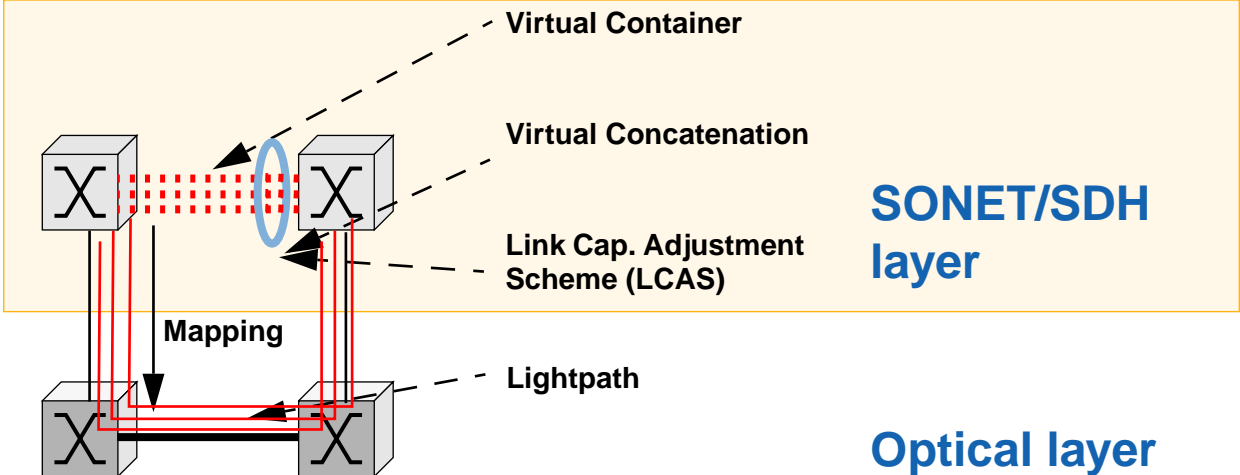 Virtual Container
Virtual Concatenation
SONET/SDH
layer
Link Cap. Adjustment
Scheme (LCAS)
Mapping
Lightpath
Optical layer